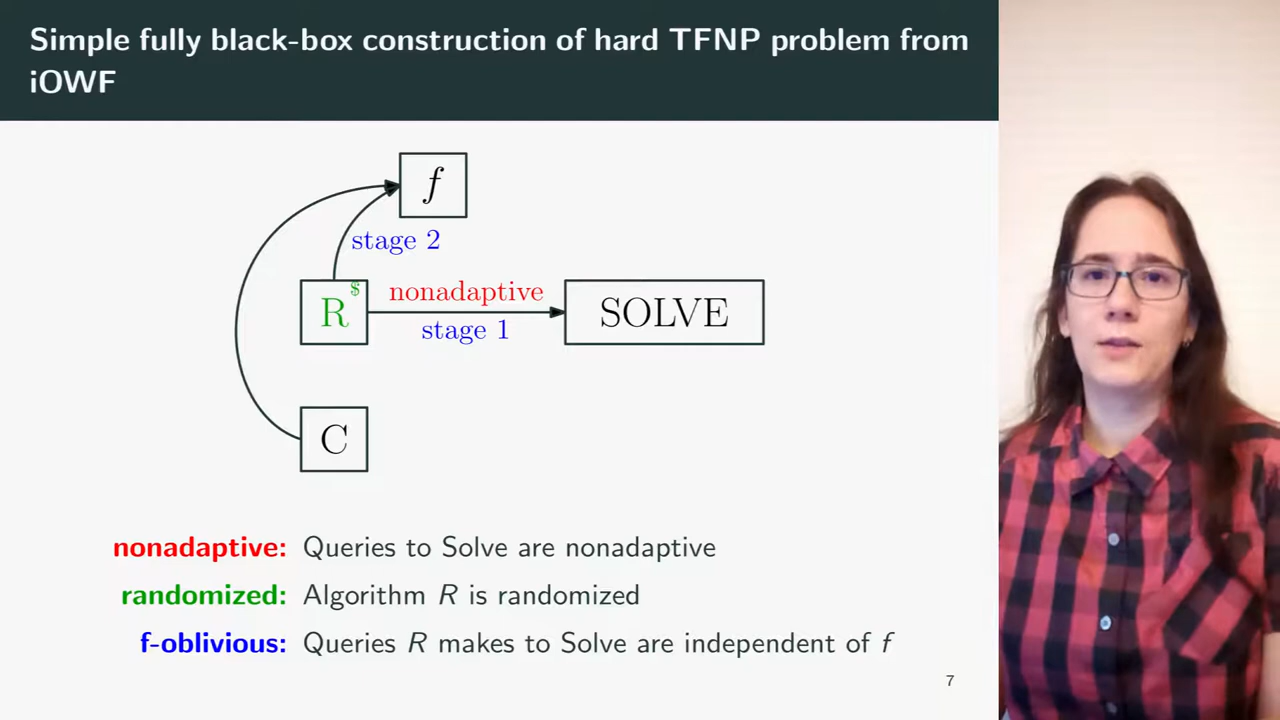 Simple fully black-box construction of hard TFNP problem from
iOWF
f
stage 2
R$
nonadaptive
stage 1
SOLVE
C
nonadaptive: Queries to Solve are nonadaptive
randomized: Algorithm R is randomized
f-oblivious: Queries R makes to Solve are independent of f
7